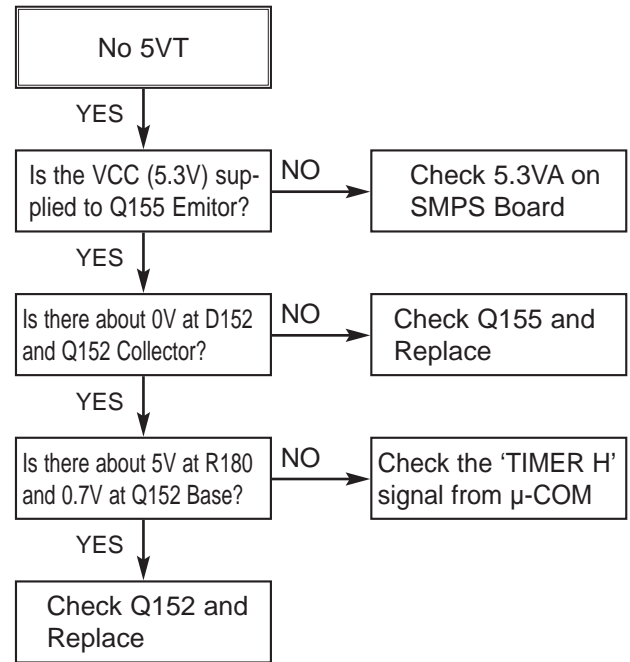 No 5VT
YES
Is the VCC (5.3V) sup-
plied to Q155 Emitor?
NO
Check 5.3VA on
SMPS Board
YES
Is there about 0V at D152
and Q152 Collector?
NO
Check Q155 and
Replace
YES
Is there about 5V at R180
and 0.7V at Q152 Base?
NO
Check the ‘TIMER H’
signal from µ-COM
YES
Check Q152 and
Replace